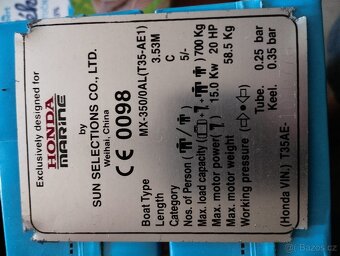 Exclusively designed for
HONDA
MARINE
by
SUN SELECTIONS CO., LTD.
Weihai, China
CE 0098
Boat Type MX-350/0AL(T35-AE1)
Length 3.53M
Category C
Nos. of Person ( / ) 5/-
Max. load capacity ( + + ) 700 Kg
Max. motor power ( ) 15.0 Kw 20 HP
Max. motor weight 58.5 Kg
Working pressure Tube. 0.25 bar
Keel. 0.35 bar
(Honda VIN.) T35AE-